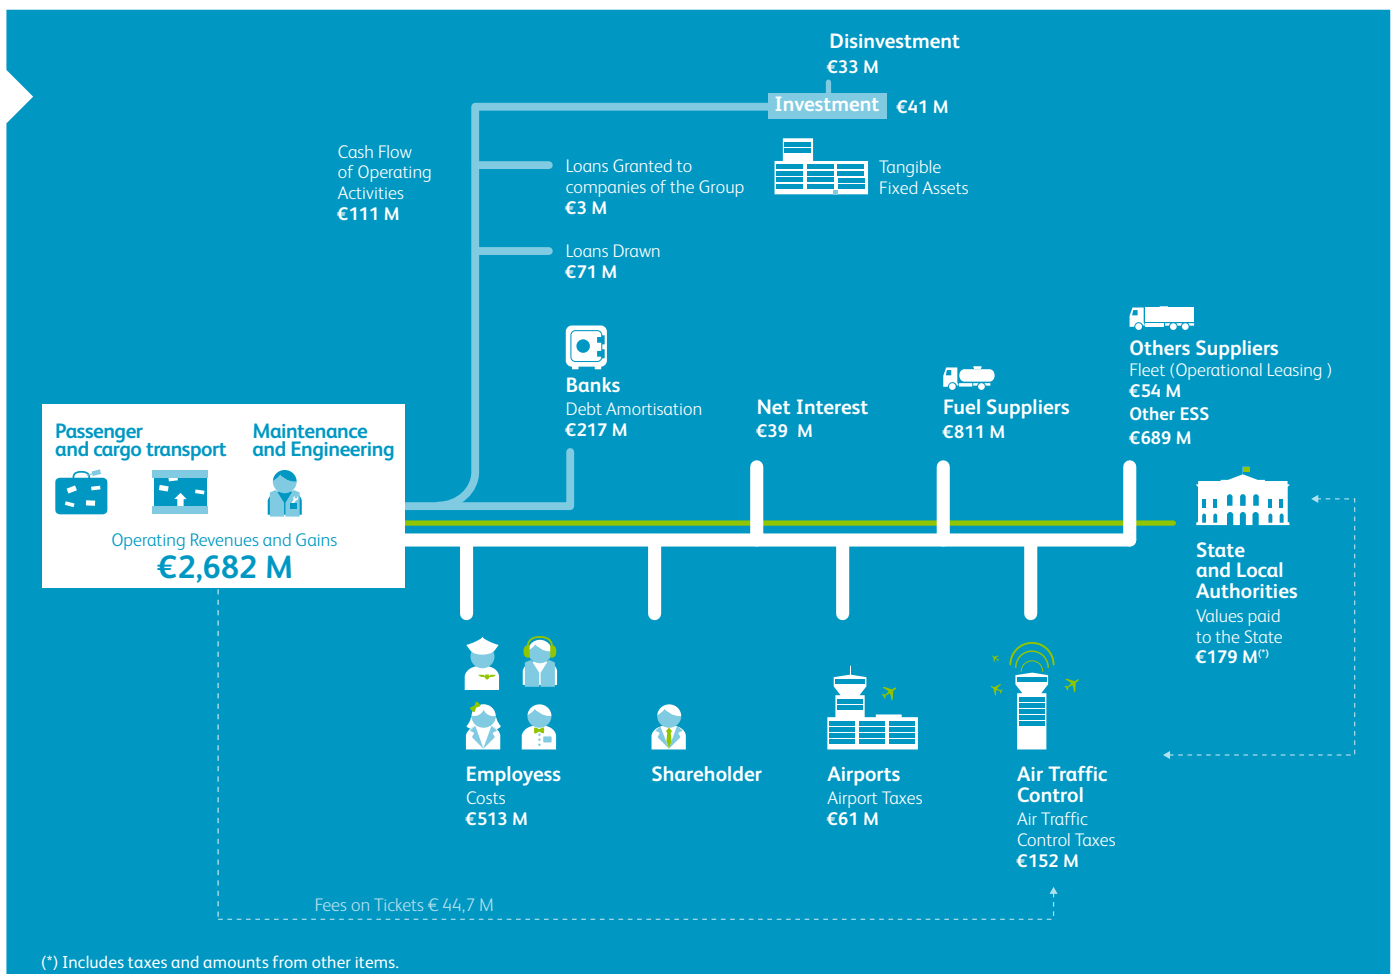 Disinvestment
€33 M
Investment €41 M
Cash Flow
of Operating
Activities
€111 M
Loans Granted to
companies of the Group
€3 M
Tangible
Fixed Assets
Loans Drawn
€71 M
Banks
Debt Amortisation
€217 M
Net Interest
€39 M
Fuel Suppliers
€811 M
Others Suppliers
Fleet (Operational Leasing )
€54 M
Other ESS
€689 M
Passenger
and cargo transport
Maintenance
and Engineering
Operating Revenues and Gains
€2,682 M
State
and Local
Authorities
Values paid
to the State
€179 M(*)
Employess
Costs
€513 M
Shareholder
Airports
Airport Taxes
€61 M
Air Traffic
Control
Air Traffic
Control Taxes
€152 M
Fees on Tickets € 44,7 M
(*) Includes taxes and amounts from other items.